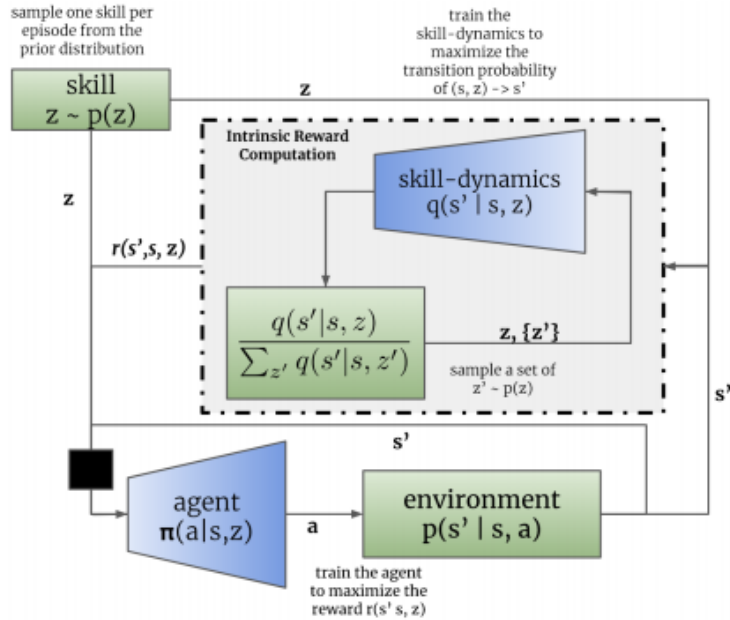 sample one skill per
episode from the
prior distribution
skill
z ~ p(z)
z
train the
skill-dynamics to
maximize the
transition probability
of (s, z) -> s’
Intrinsic Reward
Computation
skill-dynamics
q(s’ | s, z)
z
r(s’,s, z)
q(s′|s, z)
∑z′ q(s′|s, z′)
z, {z’}
sample a set of
z’ ~ p(z)
s’
s’
agent
π(a|s,z)
a
environment
p(s’ | s, a)
train the agent
to maximize the
reward r(s’ s, z)